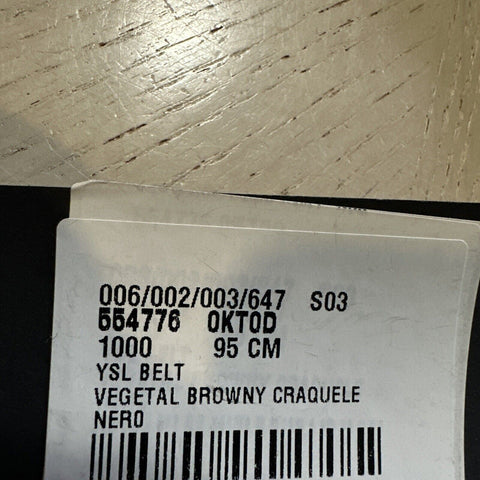 006/002/003/647 S03
554776 0KT0D
1000 95 CM
YSL BELT
VEGETAL BROWNY CRAQUELE
NERO